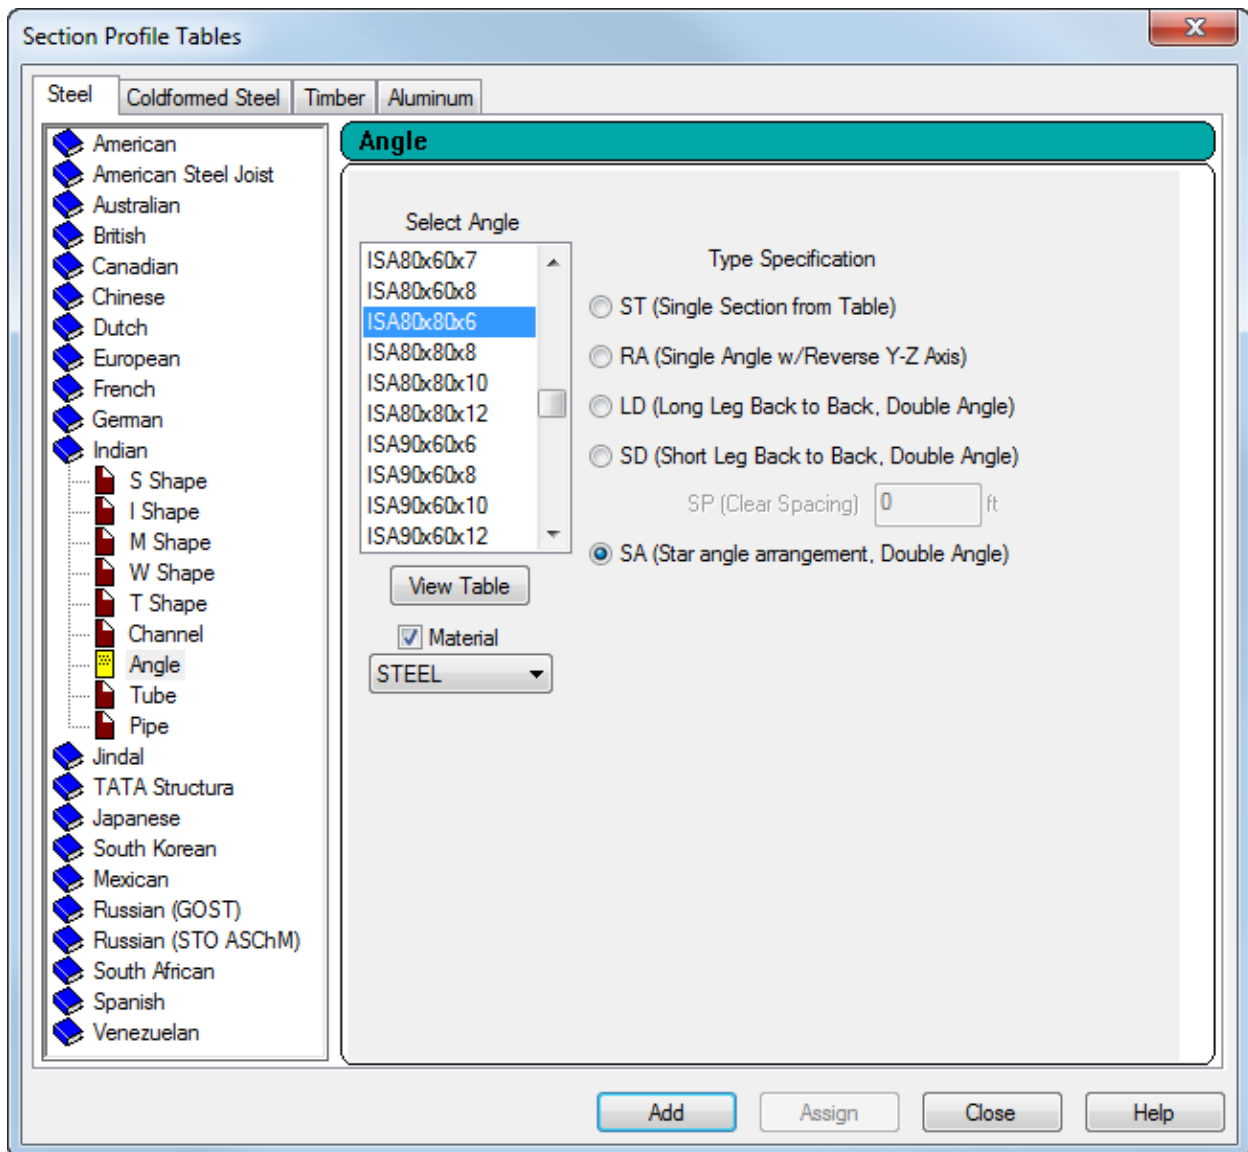 Section Profile Tables
Steel
Coldformed Steel
Timber
Aluminum
American
American Steel Joist
Australian
British
Canadian
Chinese
Dutch
European
French
German
Indian
S Shape
I Shape
M Shape
W Shape
T Shape
Channel
Angle
Tube
Pipe
Jindal
TATA Structura
Japanese
South Korean
Mexican
Russian (GOST)
Russian (STO ASChM)
South African
Spanish
Venezuelan
Angle
Select Angle
ISA80x60x7
ISA80x60x8
ISA80x80x6
ISA80x80x8
ISA80x80x10
ISA80x80x12
ISA90x60x6
ISA90x60x8
ISA90x60x10
ISA90x60x12
View Table
Material
STEEL
Type Specification
ST (Single Section from Table)
RA (Single Angle w/Reverse Y-Z Axis)
LD (Long Leg Back to Back, Double Angle)
SD (Short Leg Back to Back, Double Angle)
SP (Clear Spacing) 0 ft
SA (Star angle arrangement, Double Angle)
Add
Assign
Close
Help